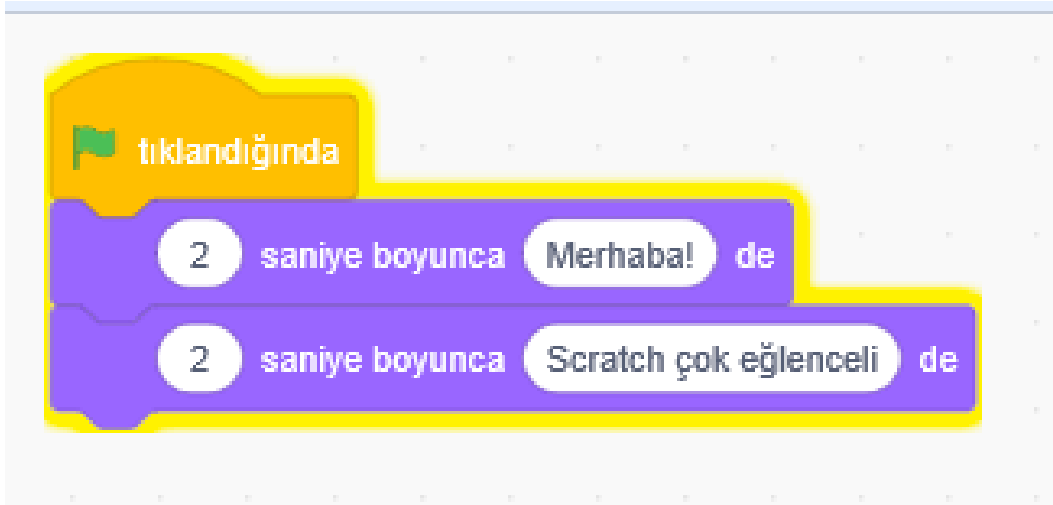 tıklandığında
2 saniye boyunca Merhaba! de
2 saniye boyunca Scratch çok eğlenceli de